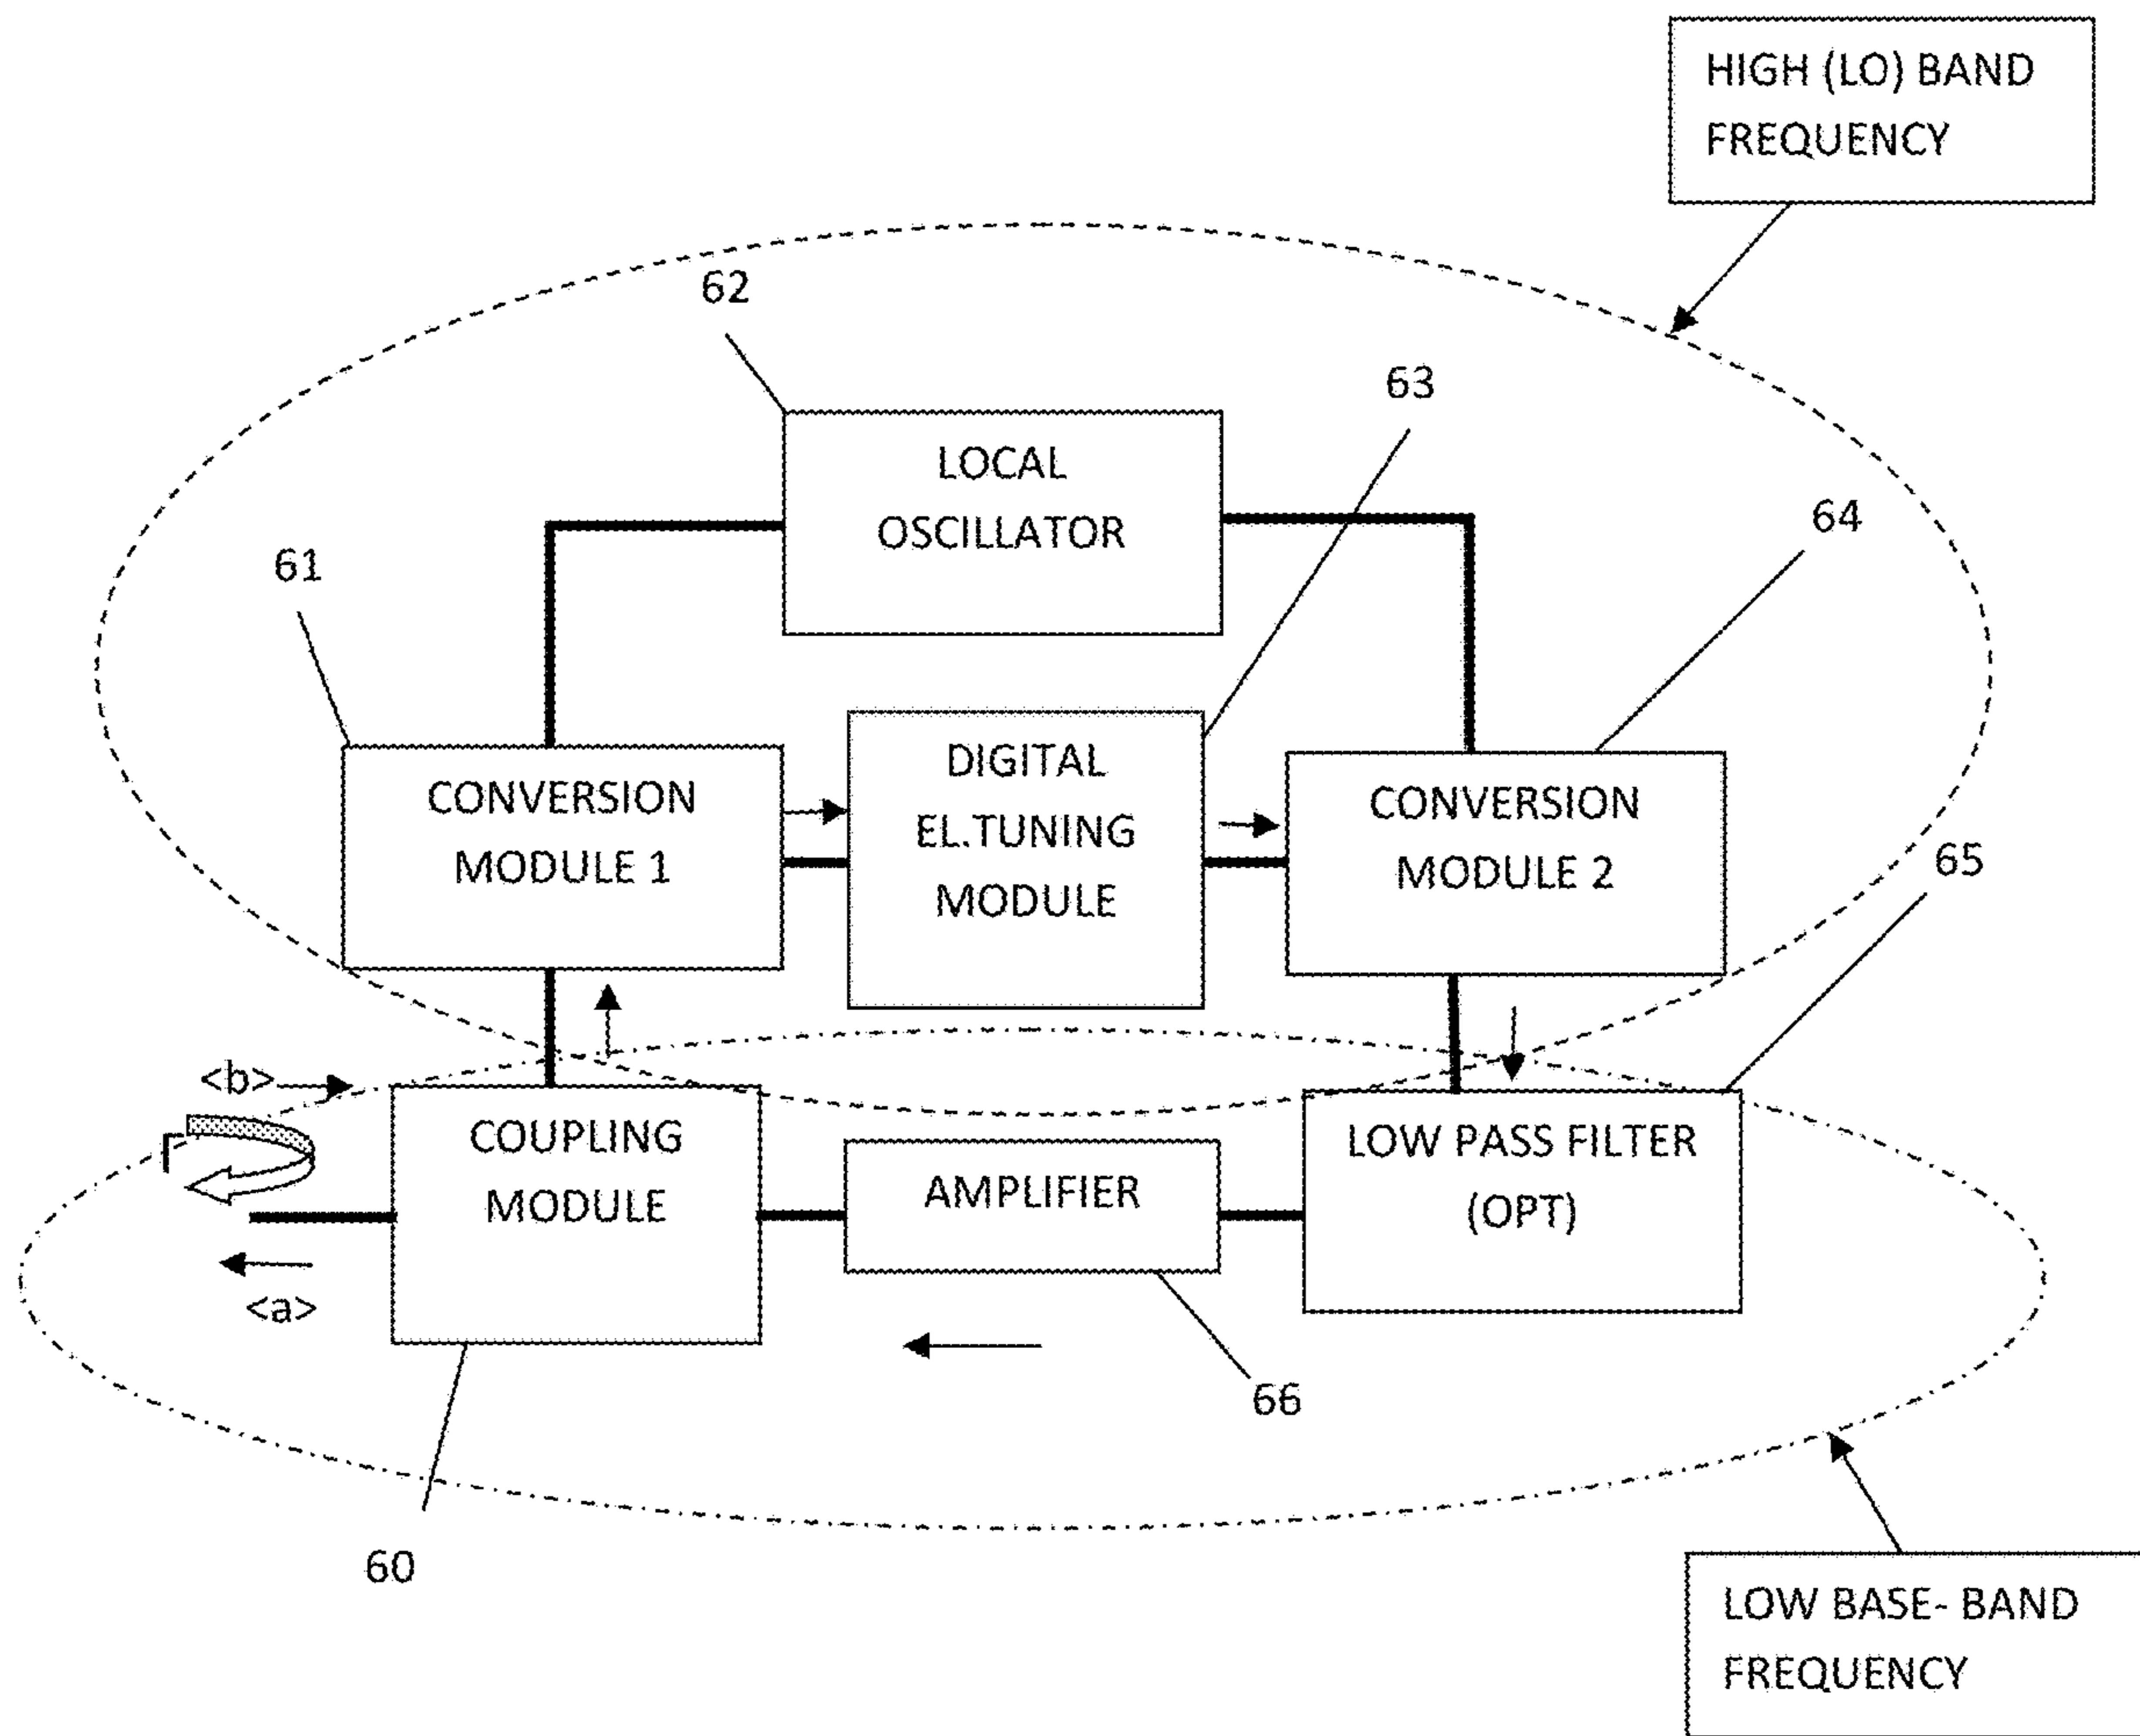 HIGH (LO) BAND
FREQUENCY
62
63
LOCAL
OSCILLATOR
64
61
DIGITAL
EL.TUNING
MODULE
CONVERSION
MODULE 1
CONVERSION
MODULE 2
65
<b>
Γ
COUPLING
MODULE
AMPLIFIER
LOW PASS FILTER
(OPT)
<a>
66
60
LOW BASE- BAND
FREQUENCY